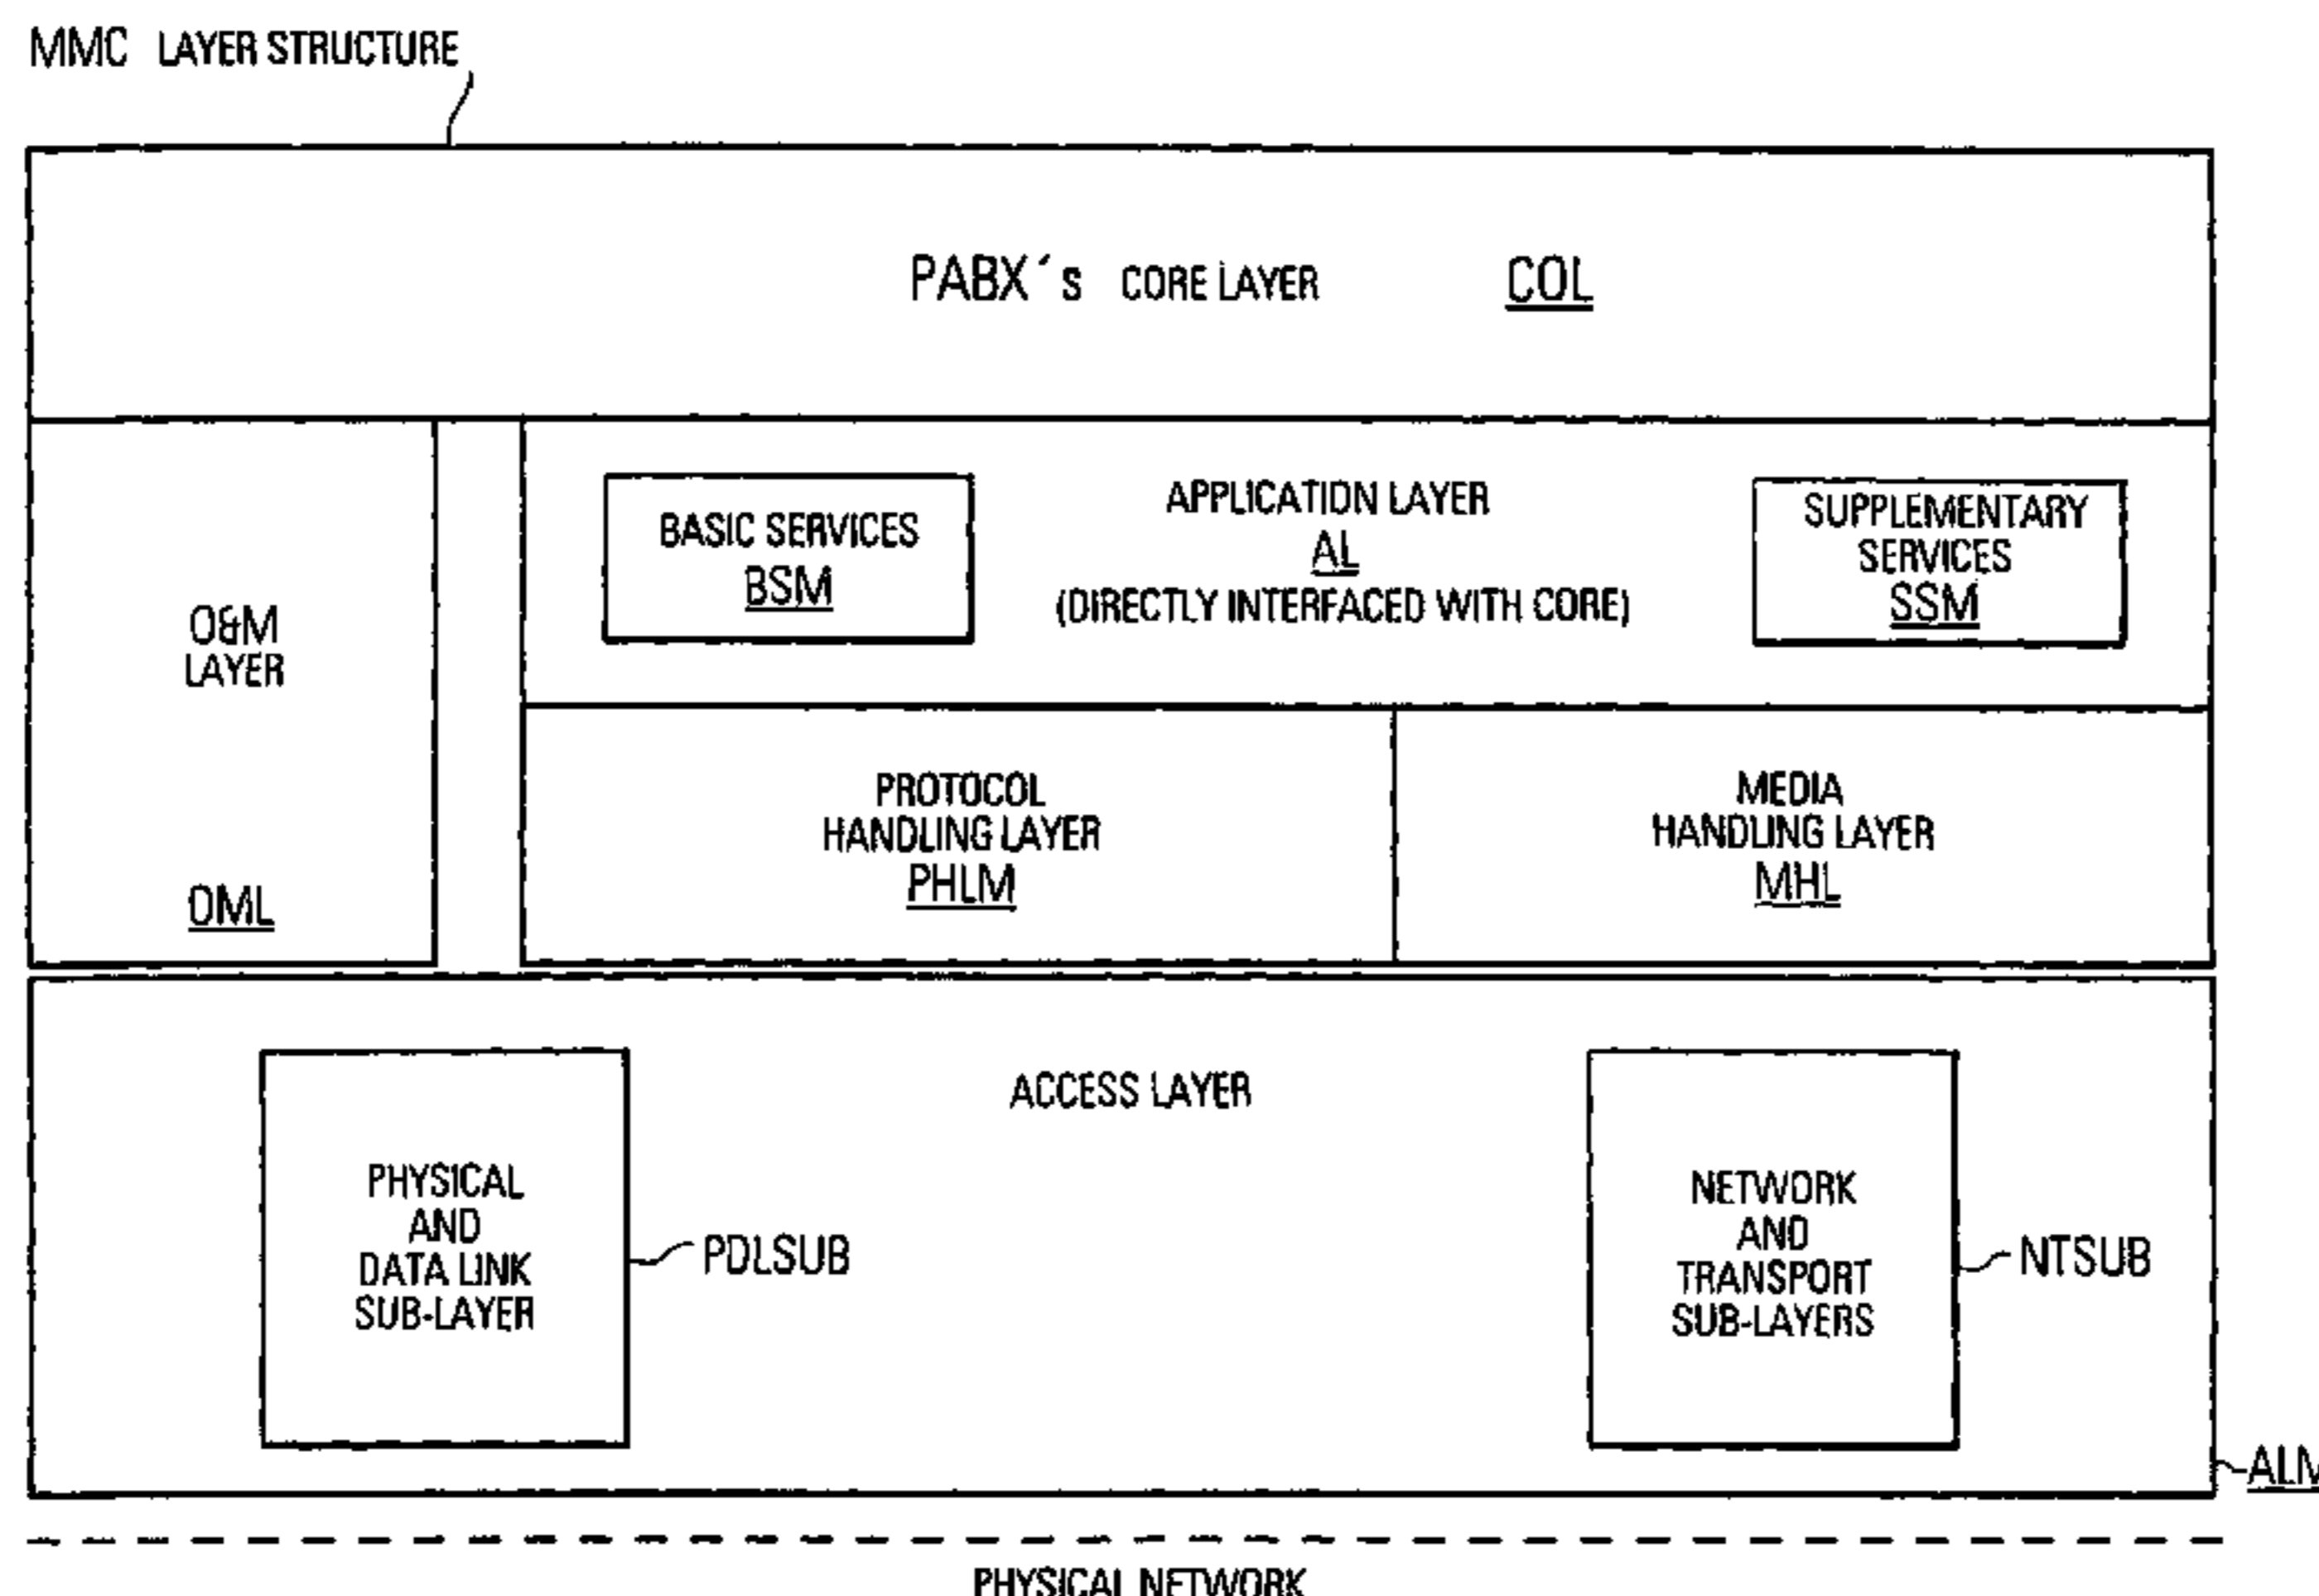 MMC LAYER STRUCTURE
PABX´s CORE LAYER COL
BASIC SERVICES
BSM
APPLICATION LAYER
AL
(DIRECTLY INTERFACED WITH CORE)
SUPPLEMENTARY
SERVICES
SSM
O&M
LAYER
OML
PROTOCOL
HANDLING LAYER
PHLM
MEDIA
HANDLING LAYER
MHL
ACCESS LAYER
PHYSICAL
AND
DATA LINK
SUB-LAYER
PDLSUB
NETWORK
AND
TRANSPORT
SUB-LAYERS
NTSUB
ALM
PHYSICAL NETWORK